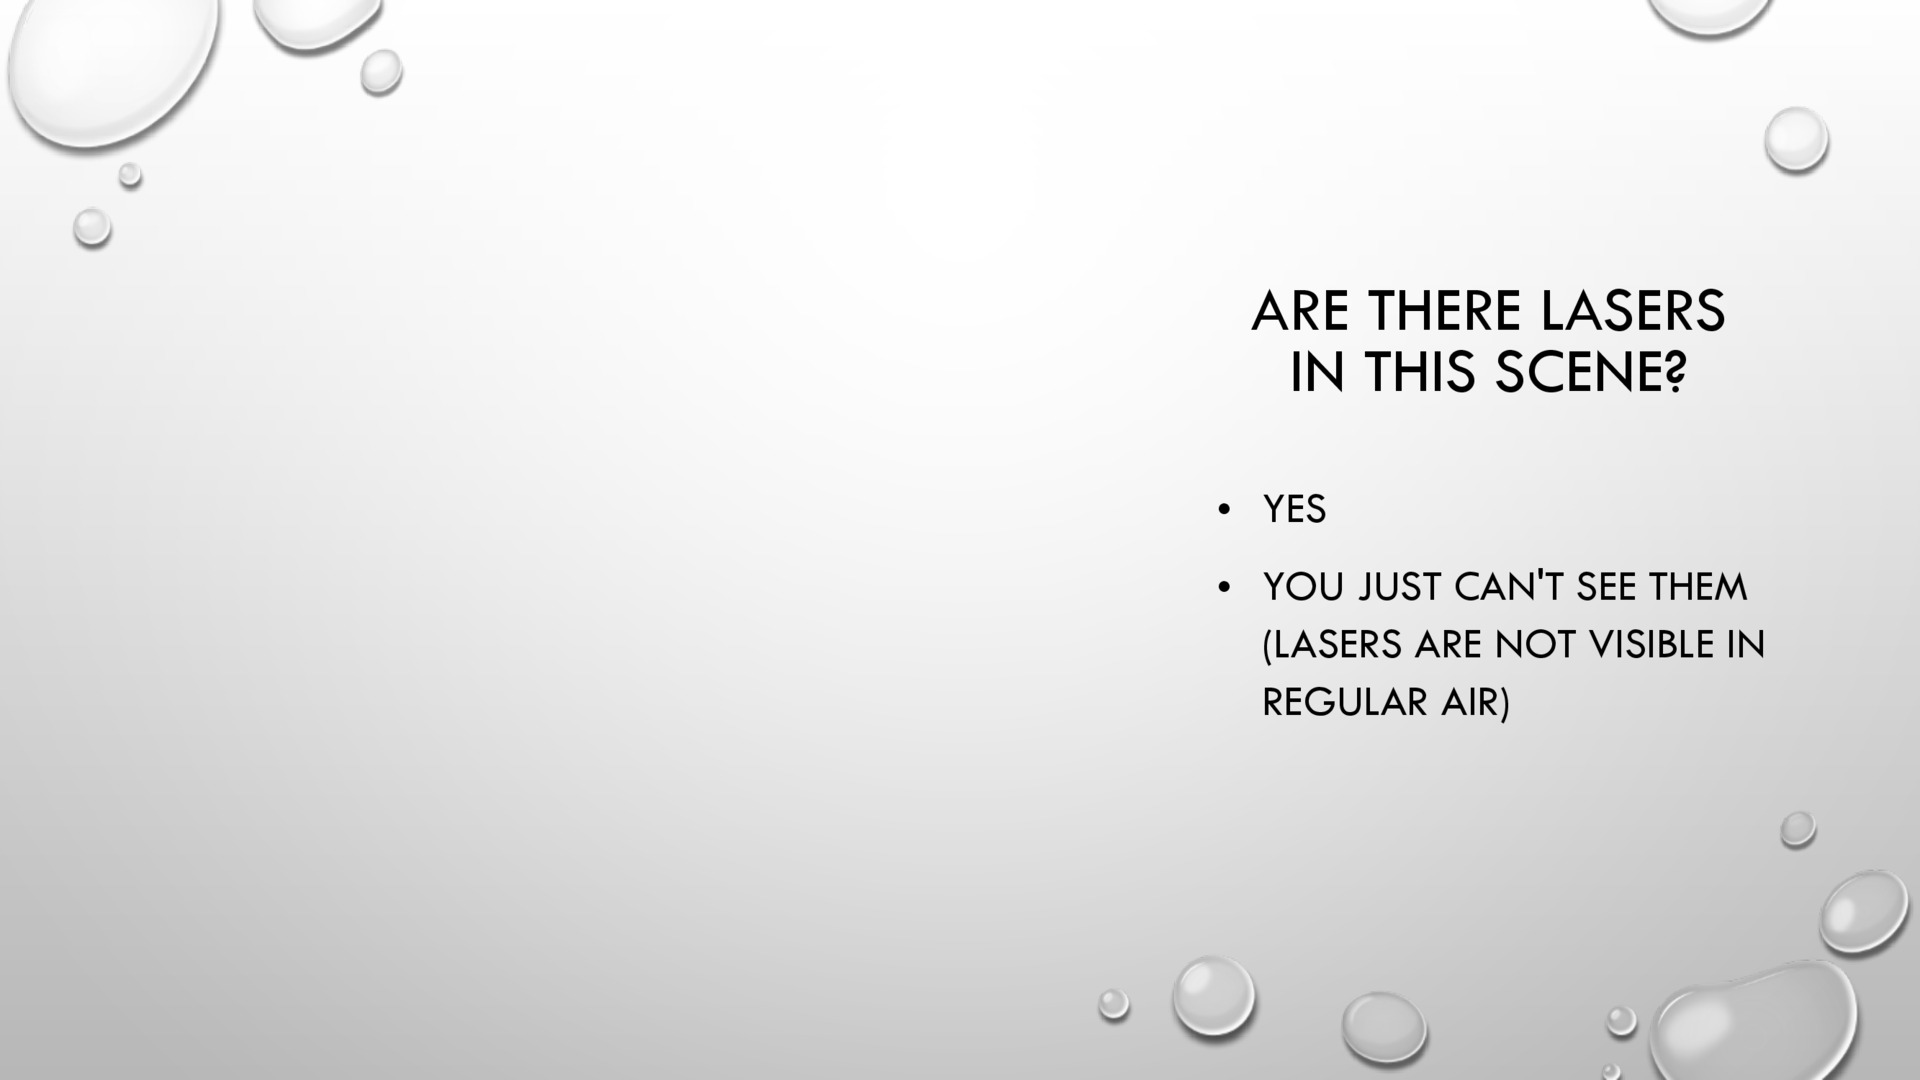 ARE THERE LASERS
IN THIS SCENE?
• YES
• YOU JUST CAN'T SEE THEM
(LASERS ARE NOT VISIBLE IN
REGULAR AIR)